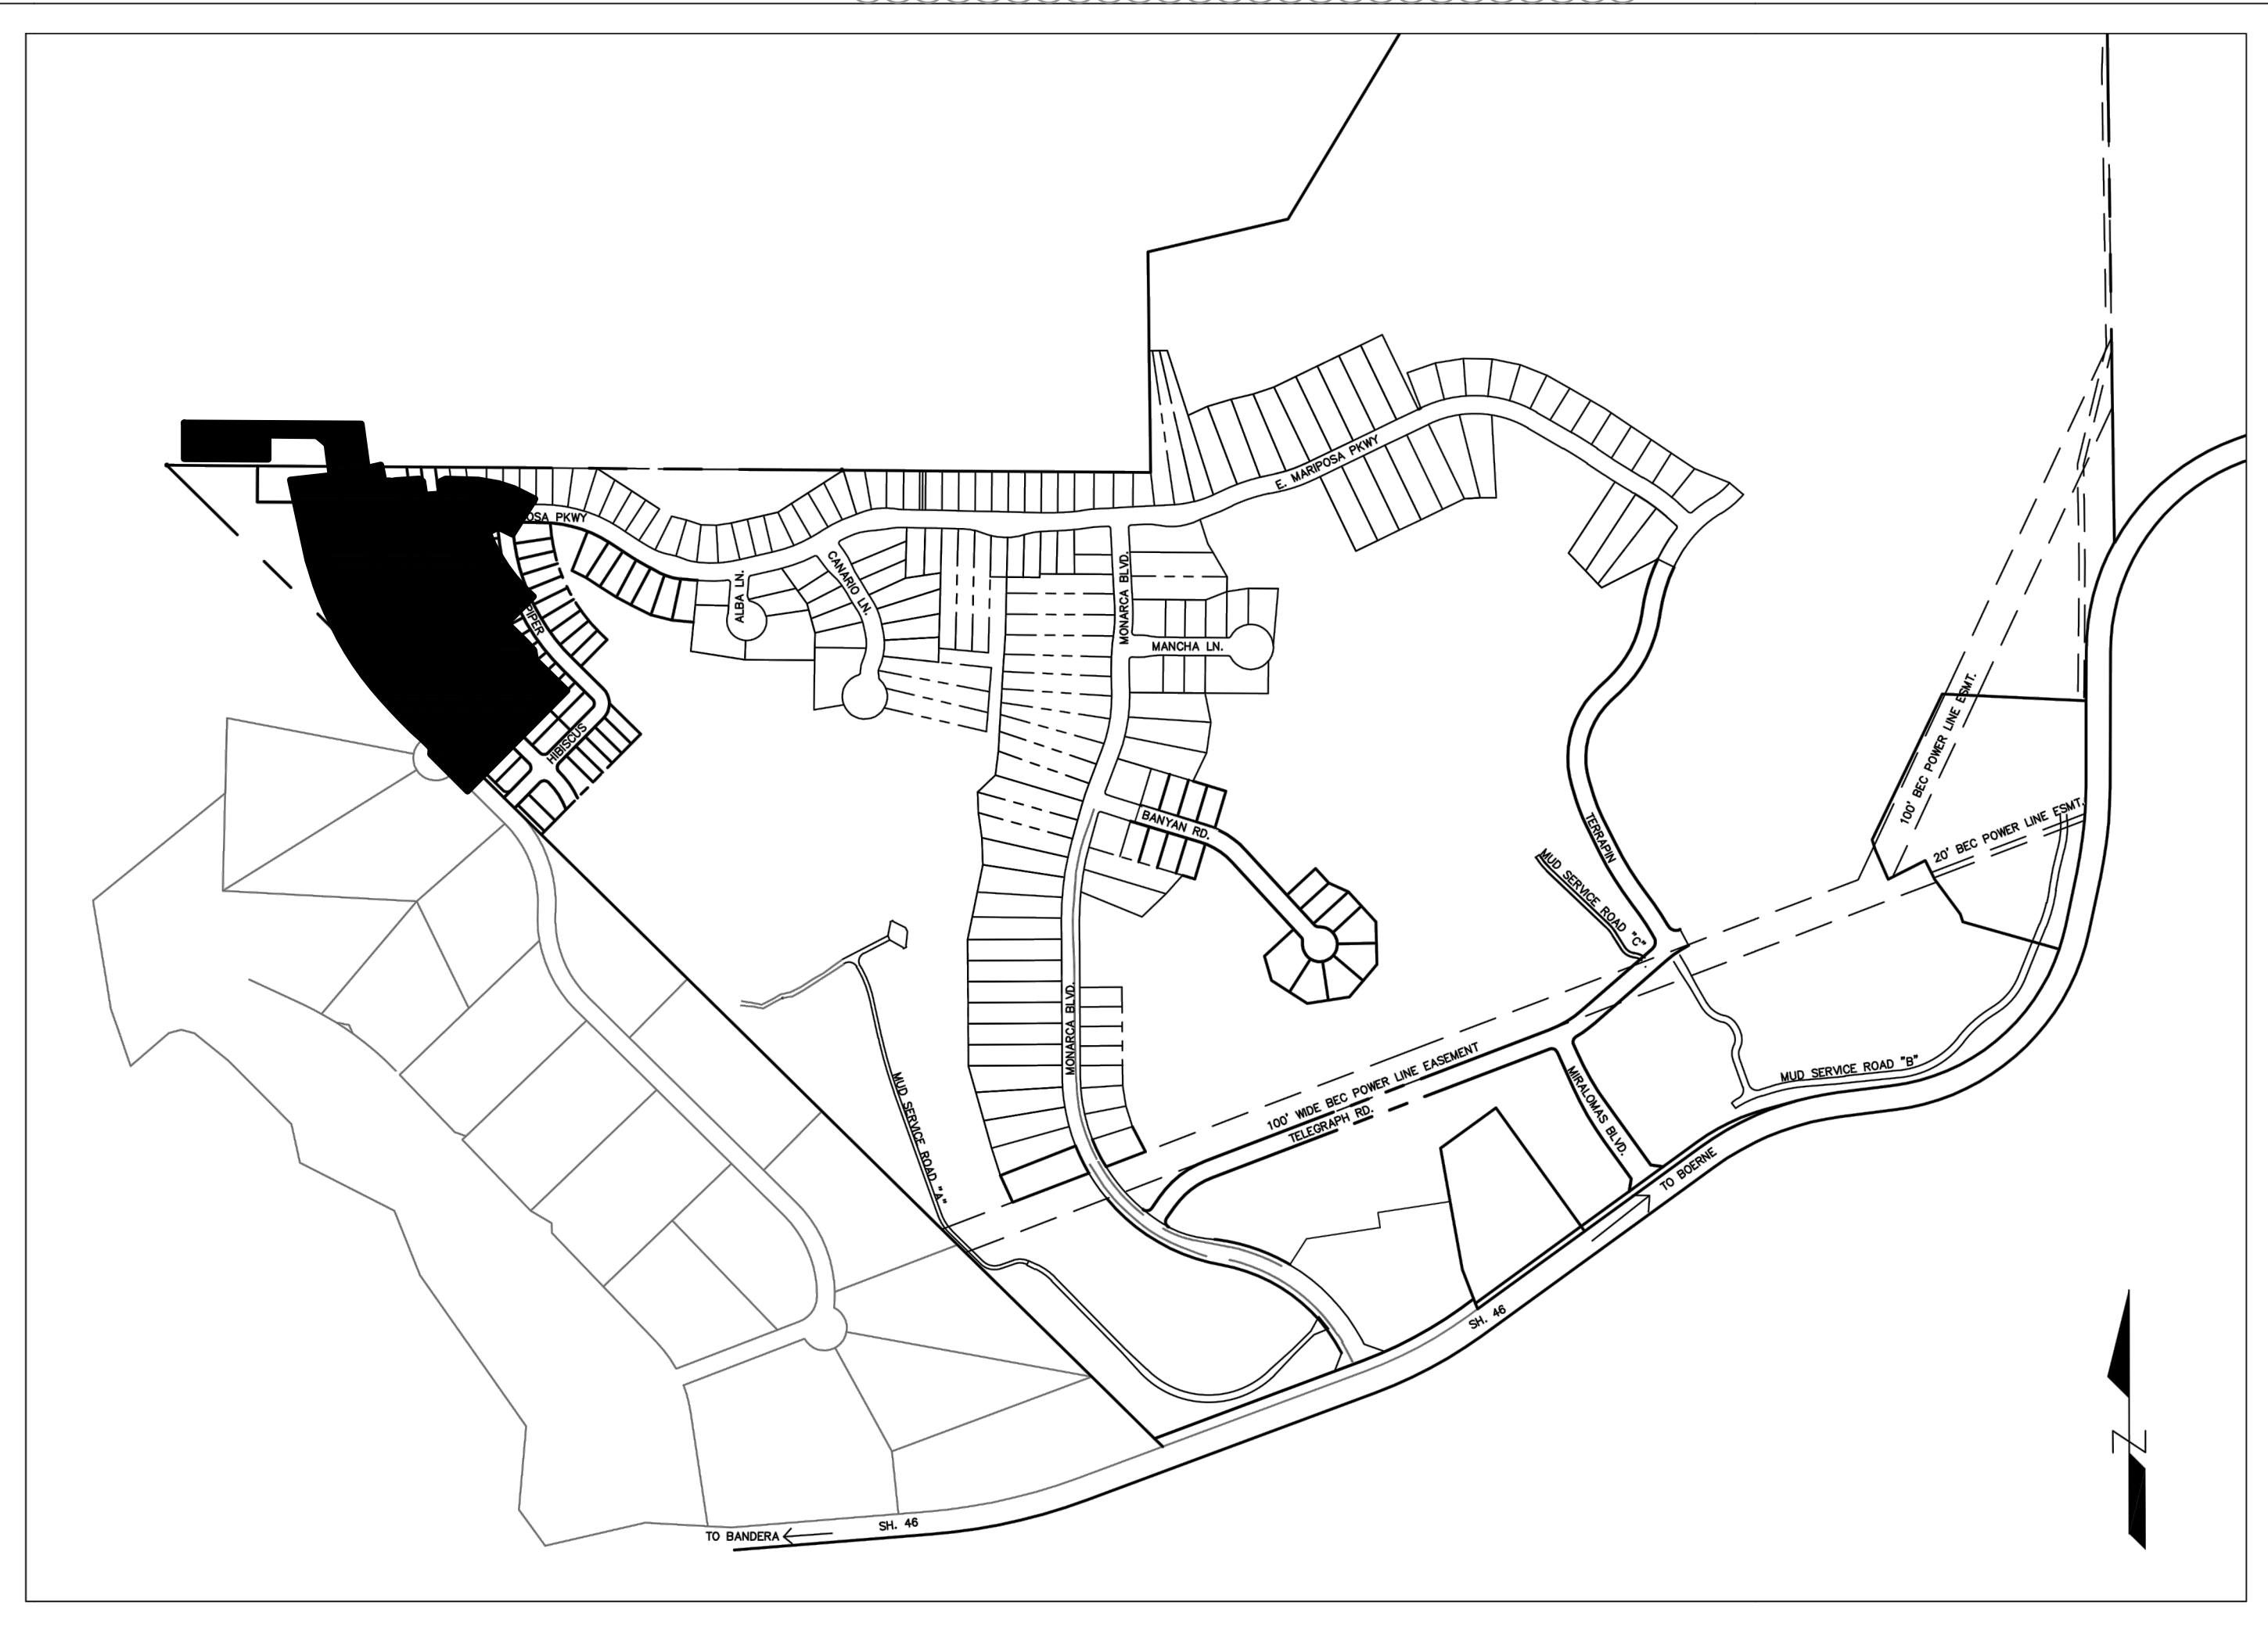 E. MARIPOSA PKWY
OSA PKWY
CANARIO LN.
ALBA LN.
MONARCA BLVD.
PIPER
MANCHA LN.
HIBISCUS
100' BEC POWER LINE ESMT.
BANYAN RD.
TERRAPIN
20' BEC POWER LINE ESMT.
MUD SERVICE ROAD "C"
MONARCA BLVD.
MUD SERVICE ROAD "A"
100' WIDE BEC POWER LINE EASEMENT
TELEGRAPH RD.
MIRALOMAS BLVD.
MUD SERVICE ROAD "B"
TO BOERNE
SH. 46
SH. 46
TO BANDERA
N